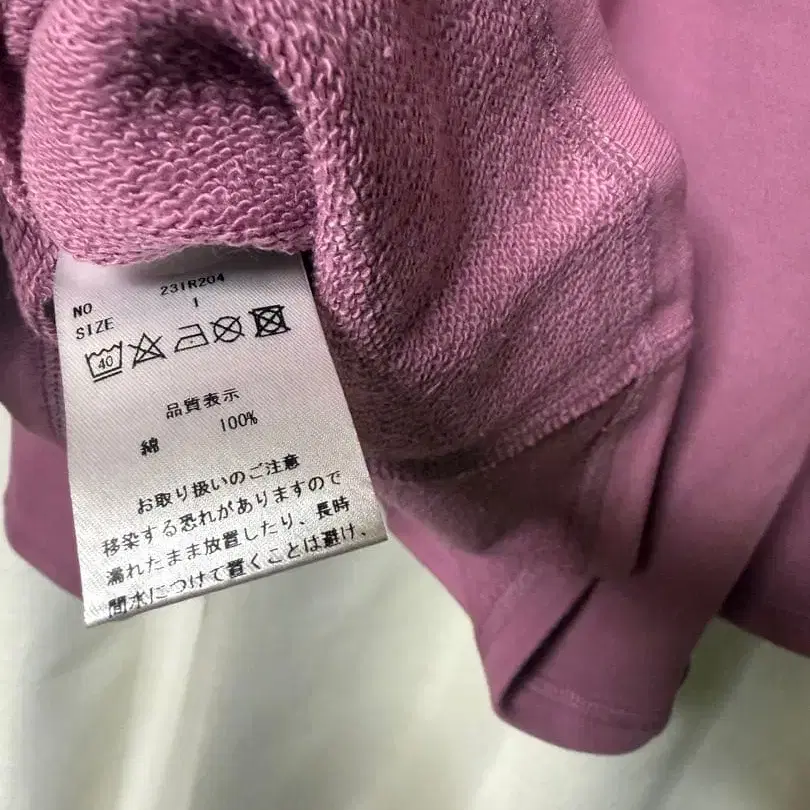 NO 23IR204
SIZE 1
40
品質表示
綿 100%
お取り扱いのご注意
移染する恐れがありますので
濡れたまま放置したり、長時
間水につけて置くことは避け、